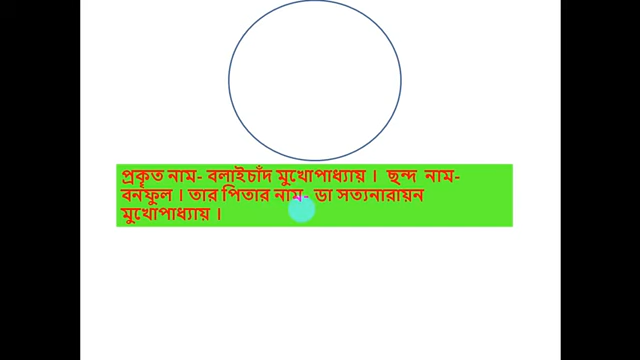 প্রকৃত নাম- বলাইচাঁদ মুখোপাধ্যায় । ছন্দ নাম-
বনফুল । তার পিতার নাম- ডা সত্যনারায়ন
মুখোপাধ্যায় ।